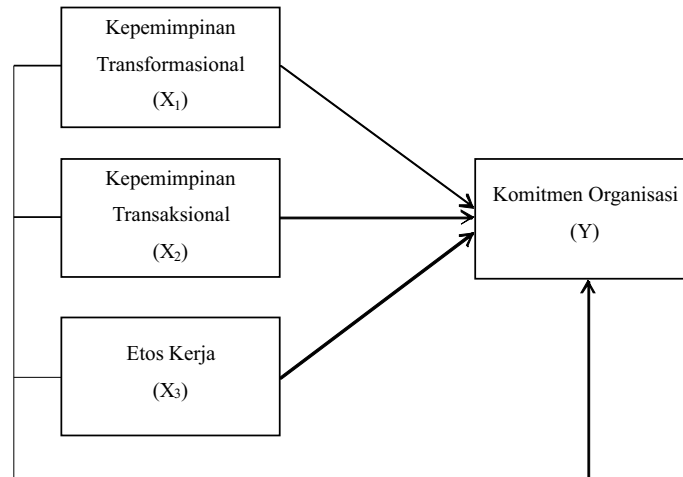 Kepemimpinan
Transformasional
(X₁)
Kepemimpinan
Transaksional
(X₂)
Etos Kerja
(X₃)
Komitmen Organisasi
(Y)